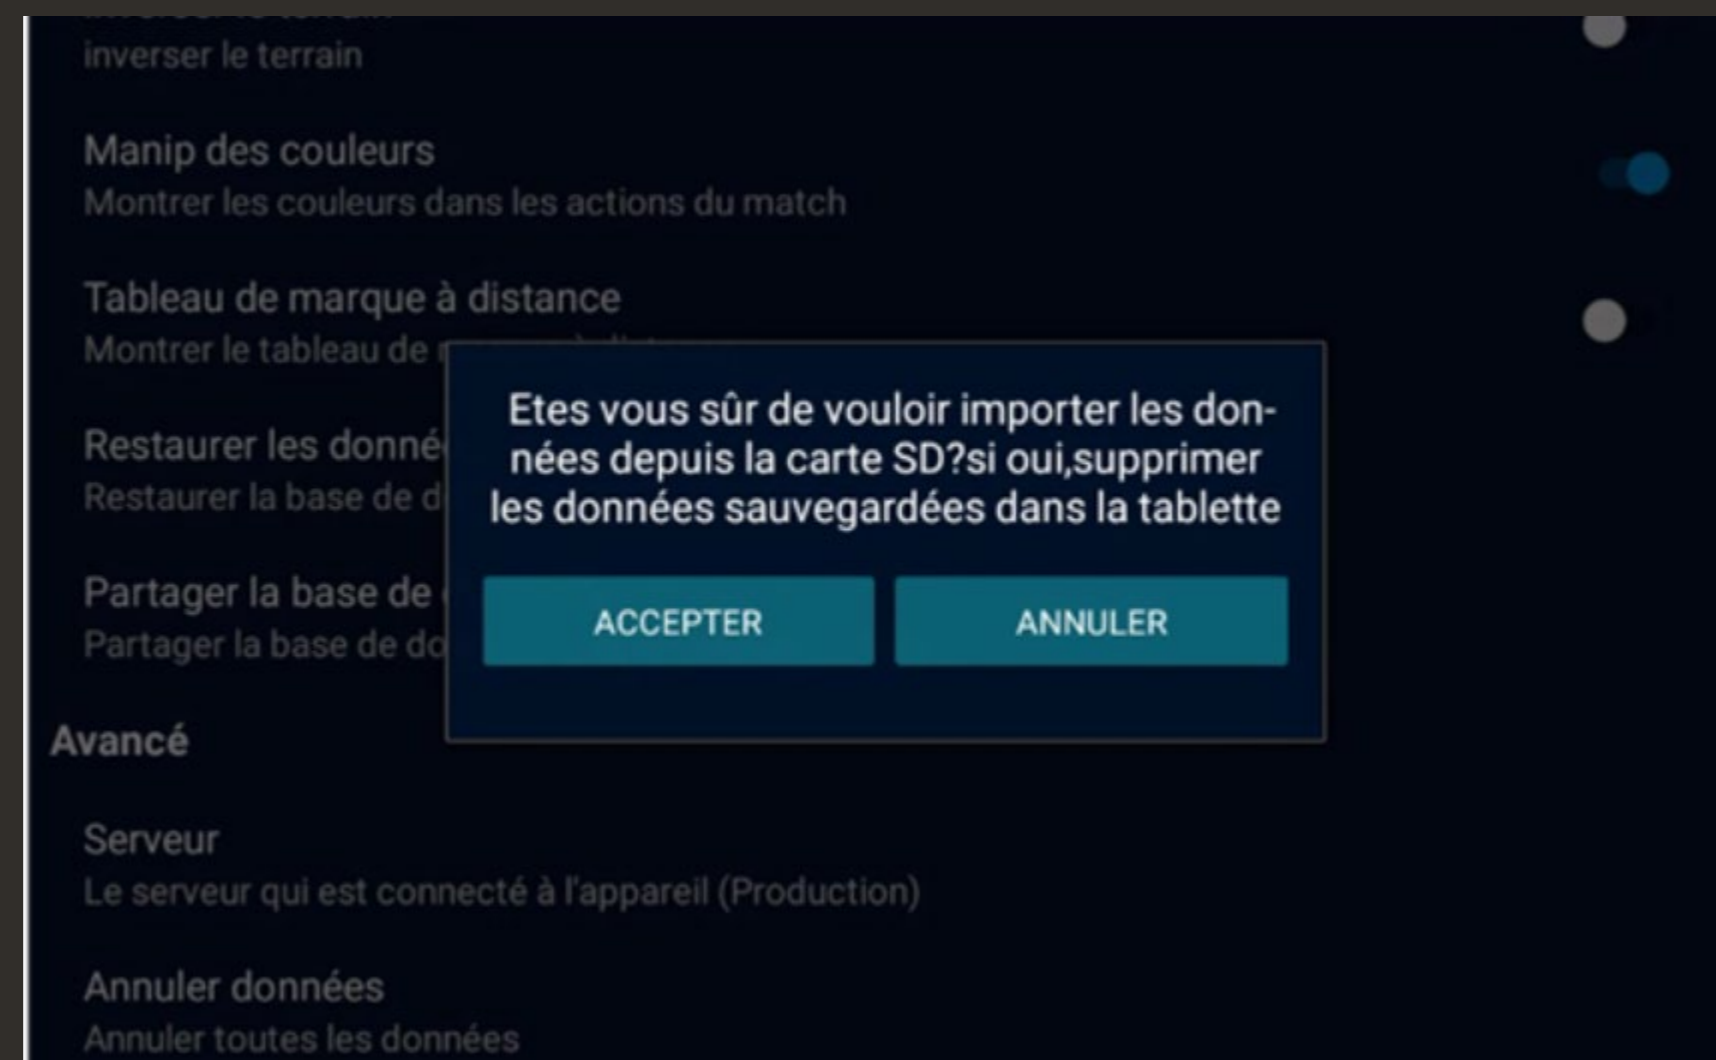 inverser le terrain
Manip des couleurs
Montrer les couleurs dans les actions du match
Tableau de marque à distance
Montrer le tableau de
Etes vous sûr de vouloir importer les don-
nées depuis la carte SD?si oui,supprimer
les données sauvegardées dans la tablette
Restaurer les donné
Restaurer la base de d
Partager la base de
Partager la base de do
ACCEPTER
ANNULER
Avancé
Serveur
Le serveur qui est connecté à l'appareil (Production)
Annuler données
Annuler toutes les données